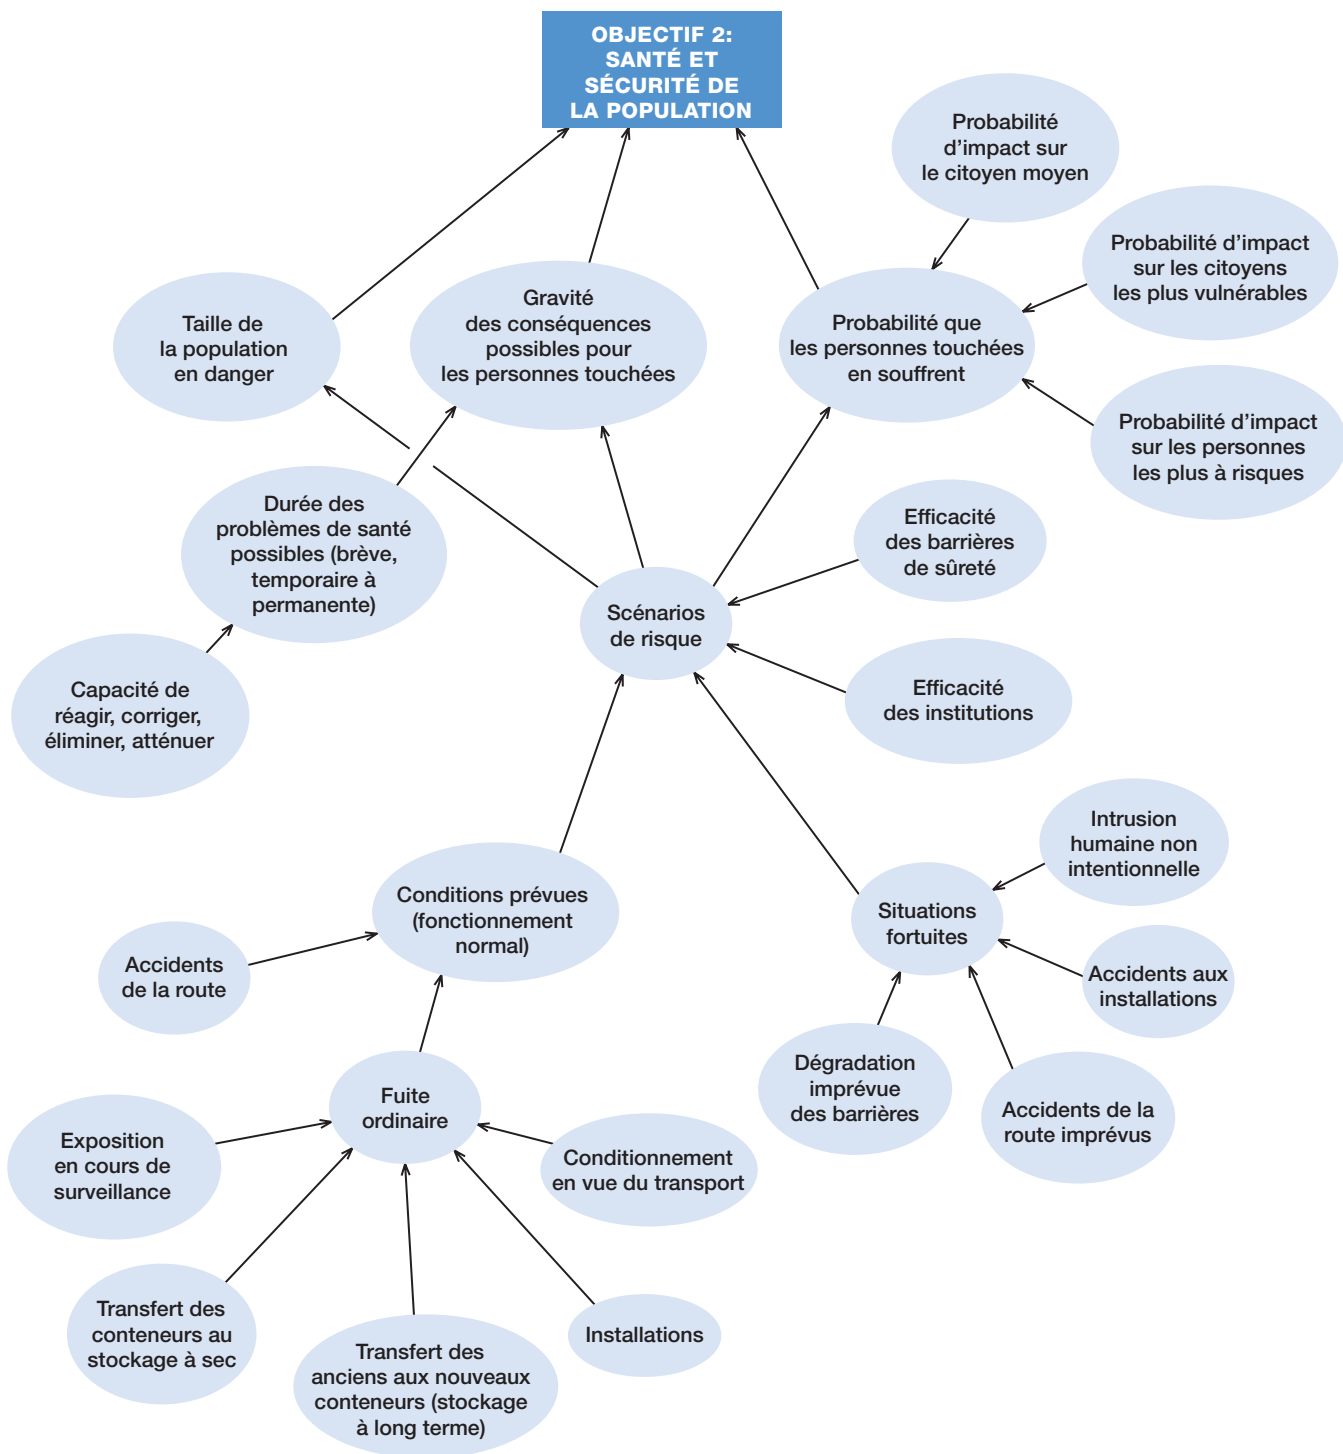 OBJECTIF 2:
SANTÉ ET
SÉCURITÉ DE
LA POPULATION
Probabilité
d’impact sur
le citoyen moyen
Probabilité d’impact
sur les citoyens
les plus vulnérables
Taille de
la population
en danger
Gravité
des conséquences
possibles pour
les personnes touchées
Probabilité que
les personnes touchées
en souffrent
Probabilité d’impact
sur les personnes
les plus à risques
Durée des
problèmes de santé
possibles (brève,
temporaire à
permanente)
Efficacité
des barrières
de sûreté
Scénarios
de risque
Capacité de
réagir, corriger,
éliminer, atténuer
Efficacité
des institutions
Intrusion
humaine non
intentionnelle
Conditions prévues
(fonctionnement
normal)
Situations
fortuites
Accidents
de la route
Accidents aux
installations
Dégradation
imprévue
des barrières
Accidents de la
route imprévus
Fuite
ordinaire
Exposition
en cours de
surveillance
Conditionnement
en vue du transport
Transfert des
conteneurs au
stockage à sec
Transfert des
anciens aux nouveaux
conteneurs (stockage
à long terme)
Installations